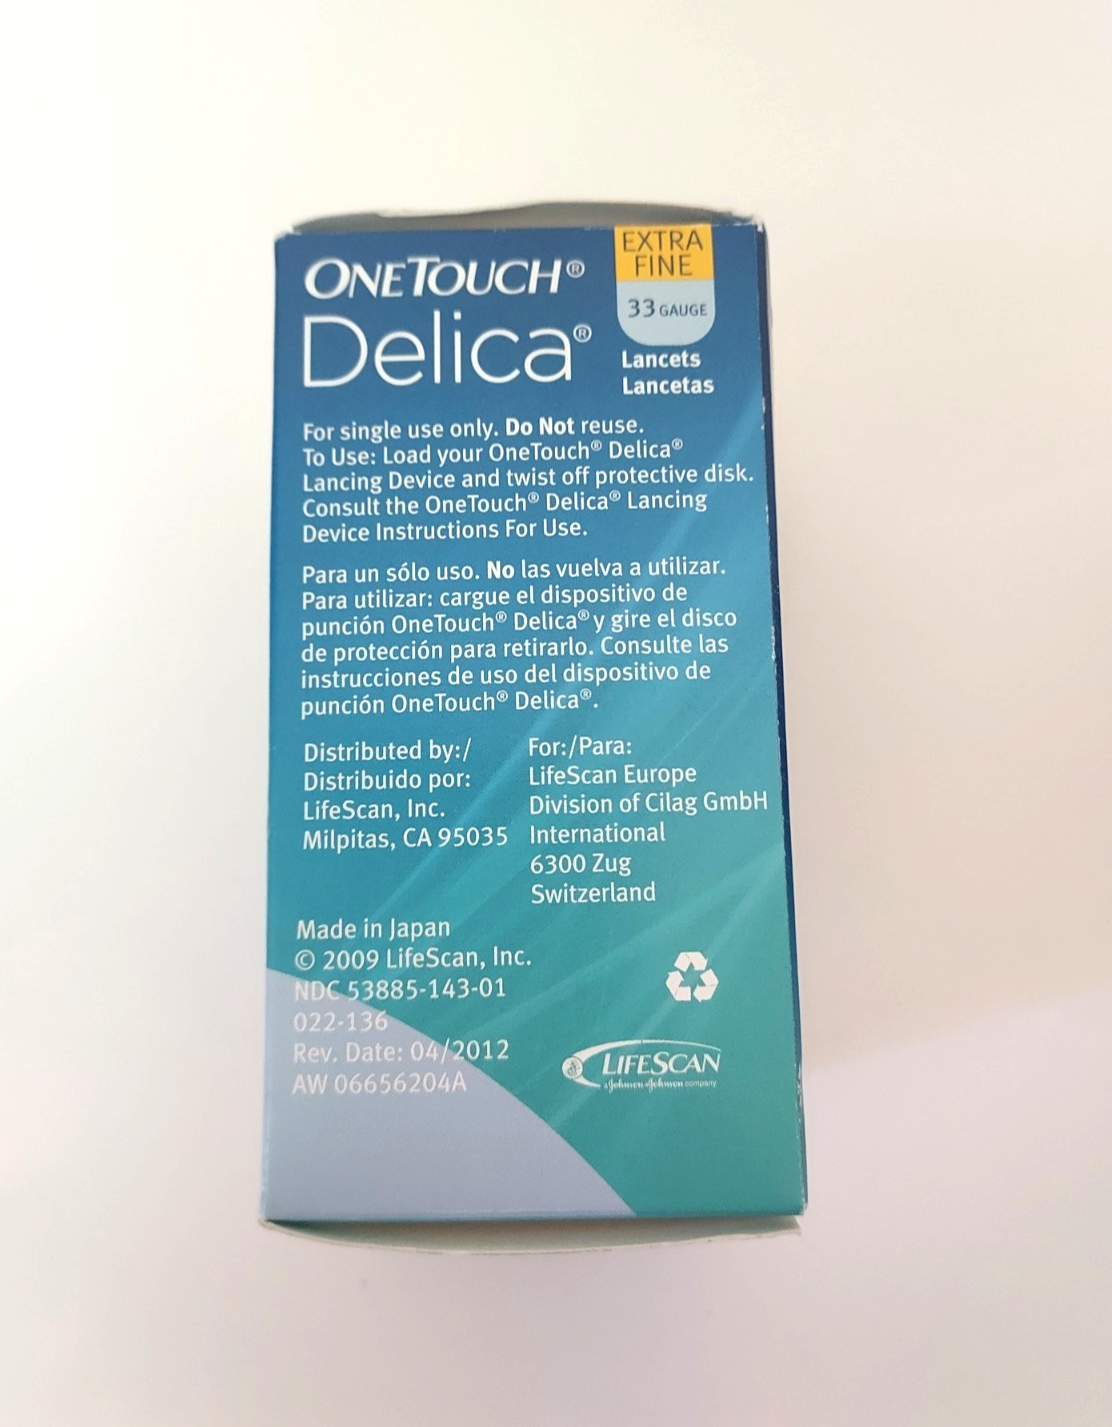 ONETOUCH®
Delica®
EXTRA
FINE
33 GAUGE
Lancets
Lancetas
For single use only. Do Not reuse.
To Use: Load your OneTouch® Delica®
Lancing Device and twist off protective disk.
Consult the OneTouch® Delica® Lancing
Device Instructions For Use.
Para un sólo uso. No las vuelva a utilizar.
Para utilizar: cargue el dispositivo de
punción OneTouch® Delica® y gire el disco
de protección para retirarlo. Consulte las
instrucciones de uso del dispositivo de
punción OneTouch® Delica®.
Distributed by:/
Distribuido por:
LifeScan, Inc.
Milpitas, CA 95035
For:/Para:
LifeScan Europe
Division of Cilag GmbH
International
6300 Zug
Switzerland
Made in Japan
© 2009 LifeScan, Inc.
NDC 53885-143-01
022-136
Rev. Date: 04/2012
AW 06656204A
LIFESCAN
a Johnson & Johnson company